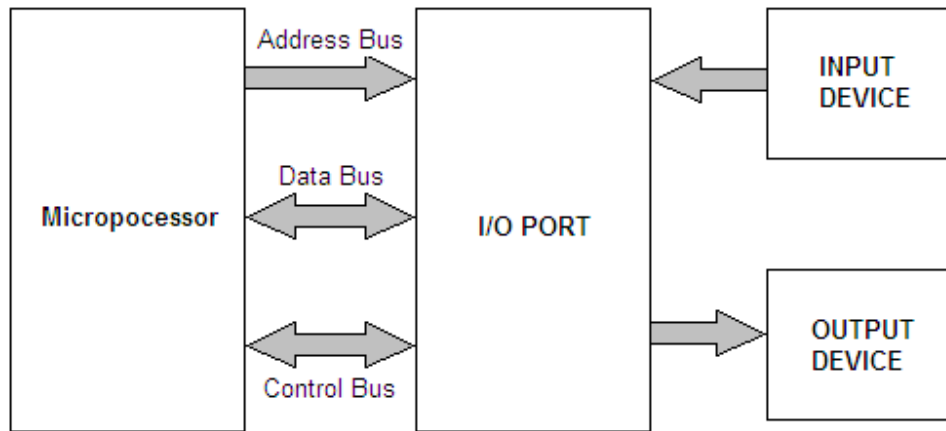 Address Bus
INPUT
DEVICE
Data Bus
Micropocessor
I/O PORT
OUTPUT
DEVICE
Control Bus